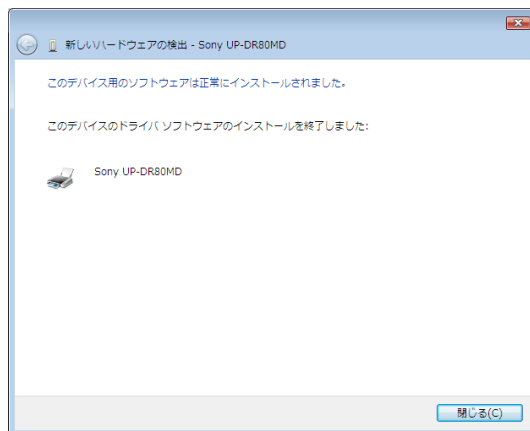 新しいハードウェアの検出 - Sony UP-DR80MD
このデバイス用のソフトウェアは正常にインストールされました。
このデバイスのドライバ ソフトウェアのインストールを終了しました:
Sony UP-DR80MD
閉じる(C)